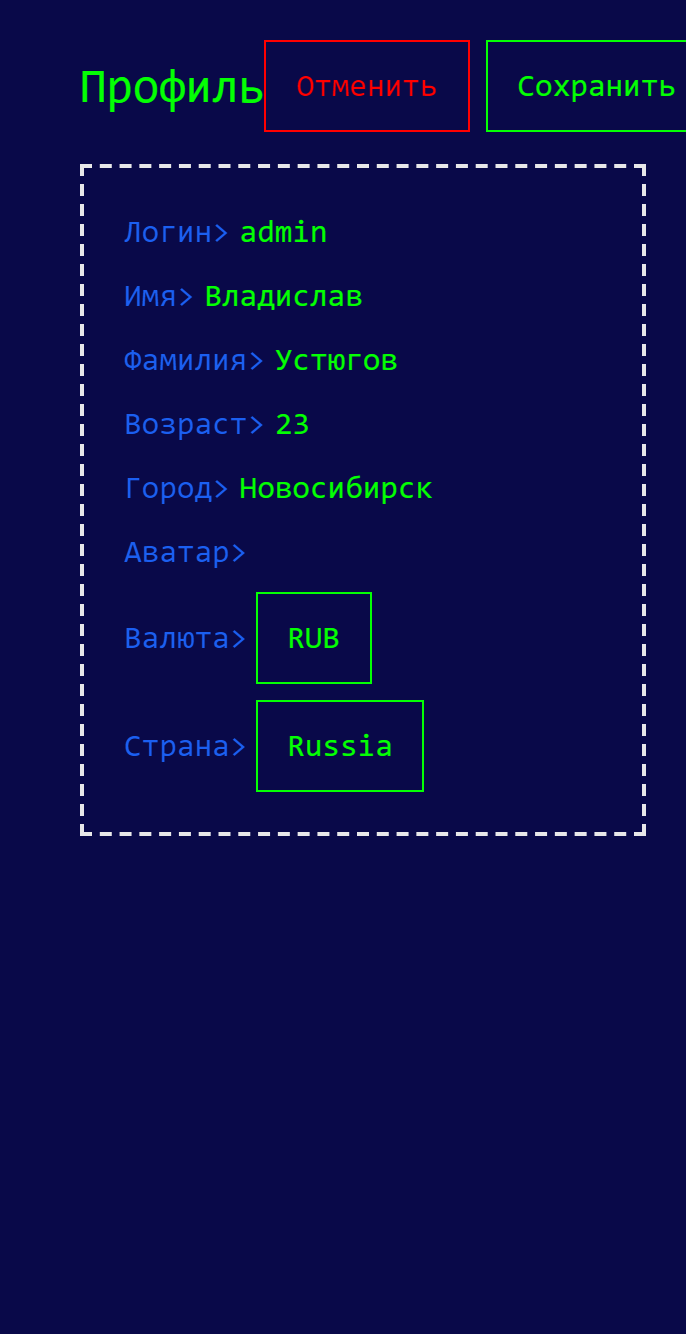 Профиль Отменить Сохранить
Логин> admin
Имя> Владислав
Фамилия> Устюгов
Возраст> 23
Город> Новосибирск
Аватар>
Валюта> RUB
Страна> Russia